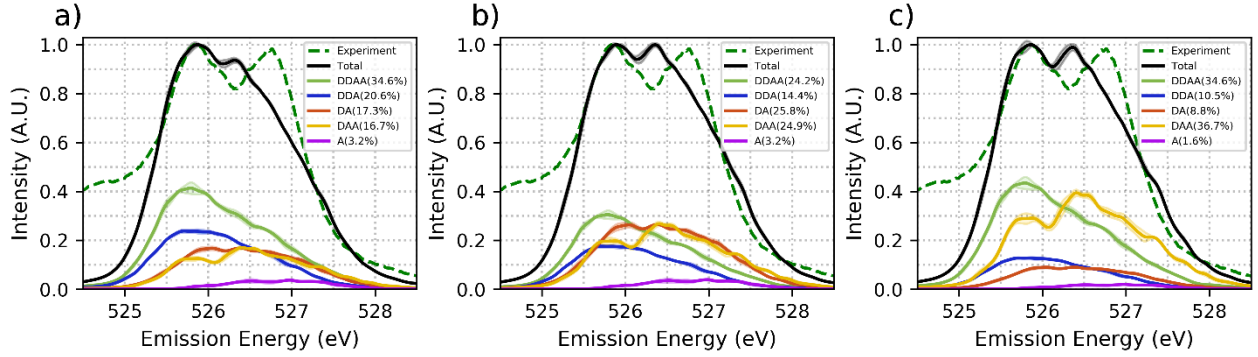 a)
1.0
0.8
0.6
0.4
0.2
0.0
Intensity (A.U.)
525
526
527
528
Emission Energy (eV)
Experiment
Total
DDAA(34.6%)
DDA(20.6%)
DA(17.3%)
DAA(16.7%)
A(3.2%)
b)
1.0
0.8
0.6
0.4
0.2
0.0
Intensity (A.U.)
525
526
527
528
Emission Energy (eV)
Experiment
Total
DDAA(24.2%)
DDA(14.4%)
DA(25.8%)
DAA(24.9%)
A(3.2%)
c)
1.0
0.8
0.6
0.4
0.2
0.0
Intensity (A.U.)
525
526
527
528
Emission Energy (eV)
Experiment
Total
DDAA(34.6%)
DDA(10.5%)
DA(8.8%)
DAA(36.7%)
A(1.6%)